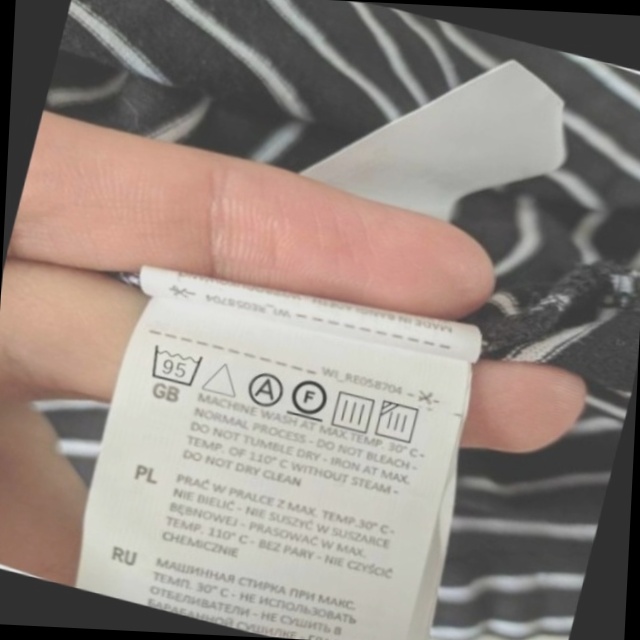 WI_RE058704
95 A F
GB MACHINE WASH AT MAX.TEMP. 30° C -
NORMAL PROCESS - DO NOT BLEACH -
DO NOT TUMBLE DRY - IRON AT MAX.
TEMP. OF 110° C WITHOUT STEAM -
DO NOT DRY CLEAN
PL PRAĆ W PRALCE Z MAX. TEMP.30° C -
NIE BIELIĆ - NIE SUSZYĆ W SUSZARCE
BĘBNOWEJ - PRASOWAĆ W MAX.
TEMP. 110° C - BEZ PARY - NIE CZYŚCIĆ
CHEMICZNIE
RU МАШИННАЯ СТИРКА ПРИ МАКС.
ТЕМП. 30° C - НЕ ИСПОЛЬЗОВАТЬ
ОТБЕЛИВАТЕЛИ - НЕ СУШИТЬ В
БАРАБАННОЙ СУШИЛКЕ